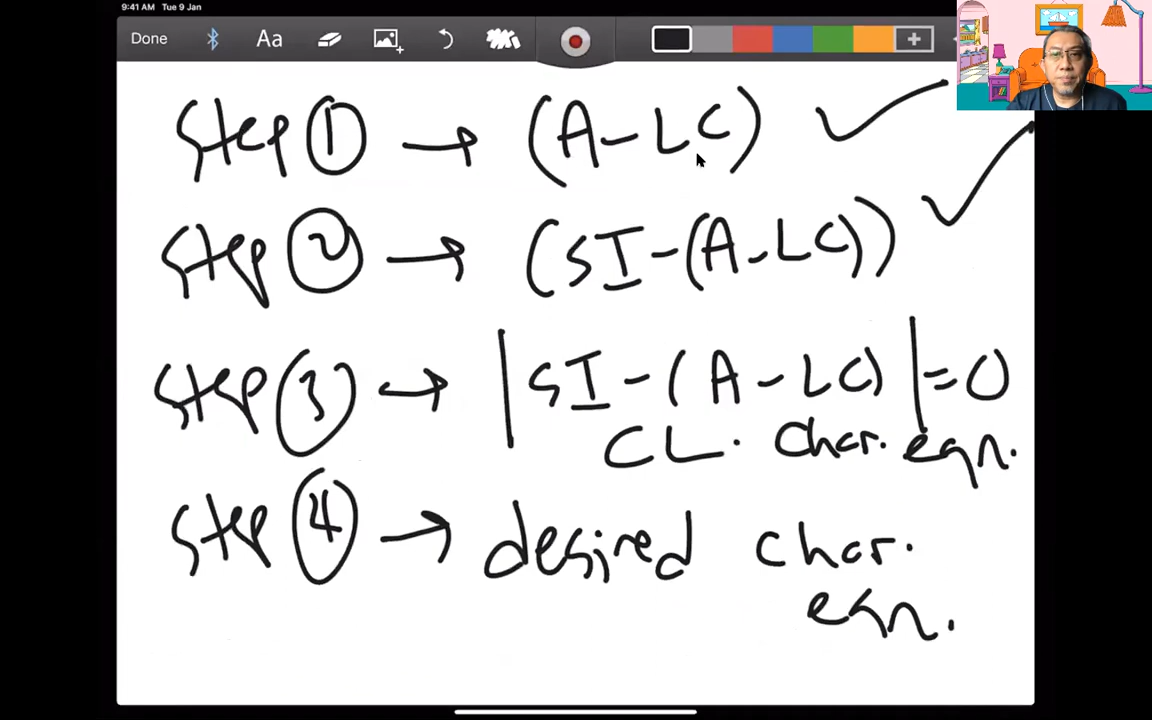 9:41 AM Tue 9 Jan
Done Aa
Step ① → (A-LC) ✓
Step ② → (SI-(A-LC)) ✓
Step ③ → |SI-(A-LC)|=0
CL. char. eqn.
Step ④ → desired char.
eqn.